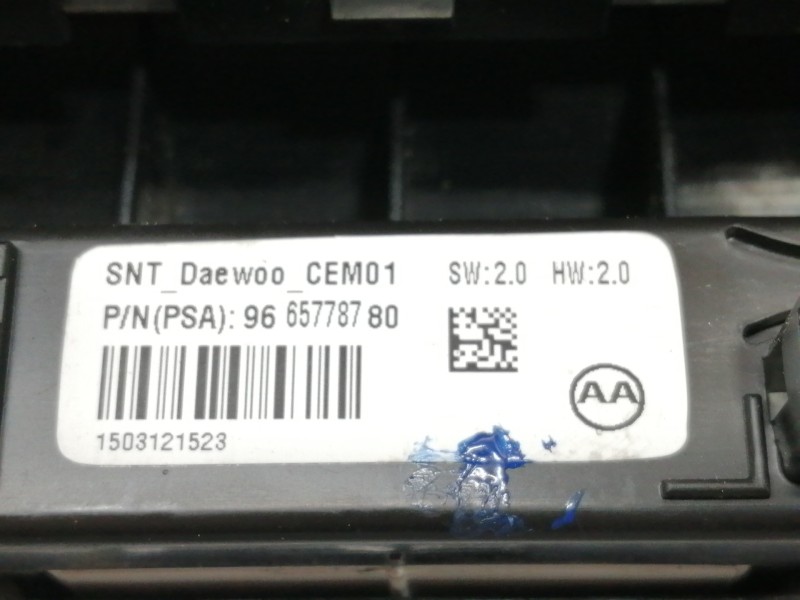 SNT_Daewoo_CEM01 SW:2.0 HW:2.0
P/N(PSA): 96 657787 80
AA
1503121523